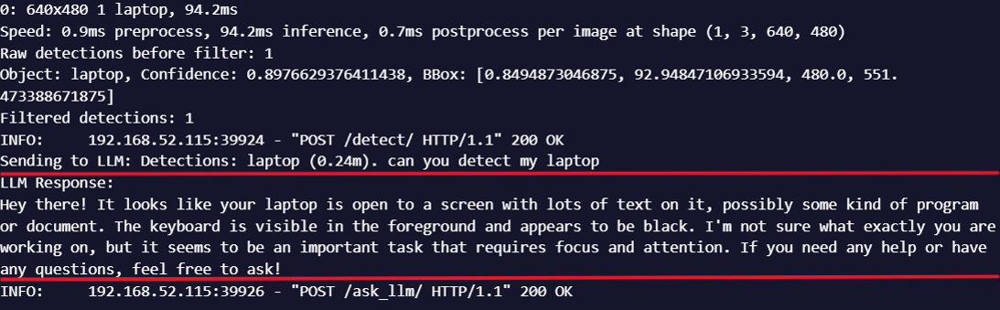 0: 640x480 1 laptop, 94.2ms
Speed: 0.9ms preprocess, 94.2ms inference, 0.7ms postprocess per image at shape (1, 3, 640, 480)
Raw detections before filter: 1
Object: laptop, Confidence: 0.8976629376411438, BBox: [0.8494873046875, 92.94847106933594, 480.0, 551.
473388671875]
Filtered detections: 1
INFO:     192.168.52.115:39924 - "POST /detect/ HTTP/1.1" 200 OK
Sending to LLM: Detections: laptop (0.24m). can you detect my laptop
LLM Response:
Hey there! It looks like your laptop is open to a screen with lots of text on it, possibly some kind of program
or document. The keyboard is visible in the foreground and appears to be black. I'm not sure what exactly you are
working on, but it seems to be an important task that requires focus and attention. If you need any help or have
any questions, feel free to ask!
INFO:     192.168.52.115:39926 - "POST /ask_llm/ HTTP/1.1" 200 OK